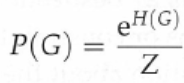 P(G) = e^{H(G)} / Z